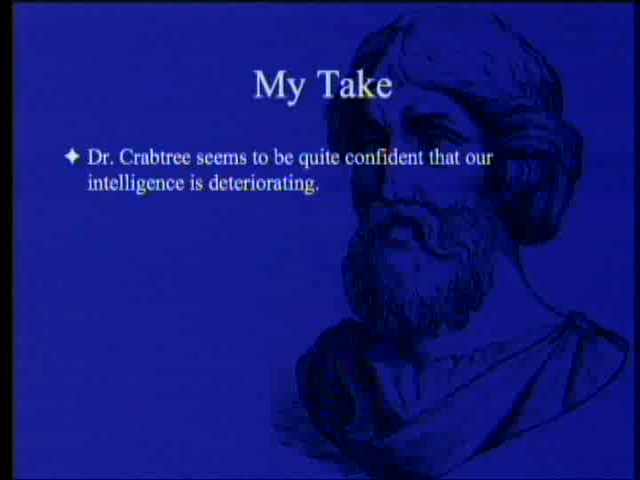 My Take
Dr. Crabtree seems to be quite confident that our
intelligence is deteriorating.